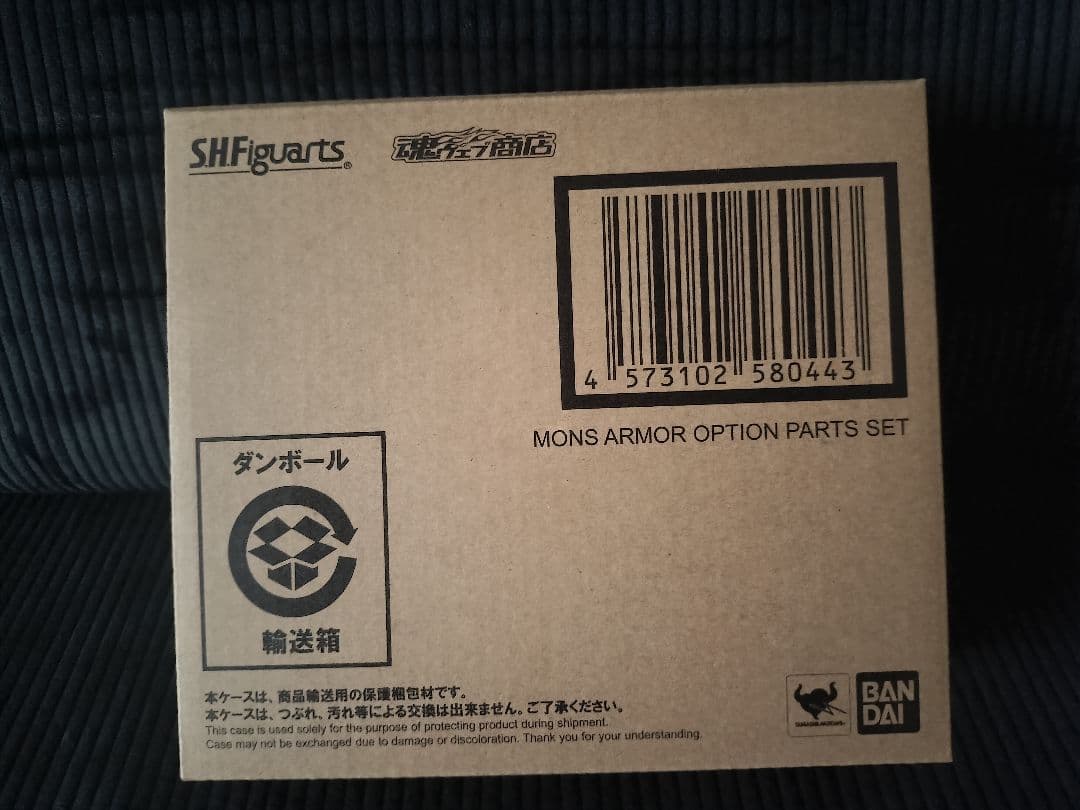 S.H.Figuarts®
魂ウェブ商店
4 573102 580443
MONS ARMOR OPTION PARTS SET
ダンボール
輸送箱
本ケースは、商品輸送用の保護梱包材です。
本ケースは、つぶれ、汚れ等による交換は出来ません。ご了承ください。
This case is used solely for the purpose of protecting product during shipment.
Case may not be exchanged due to damage or discoloration. Thank you for your understanding.
BAN
DAI